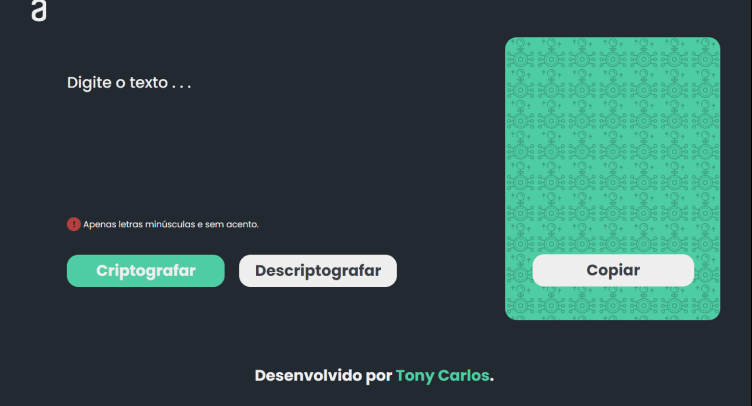 a
Digite o texto . . .
! Apenas letras minúsculas e sem acento.
Criptografar
Descriptografar
Copiar
Desenvolvido por Tony Carlos.